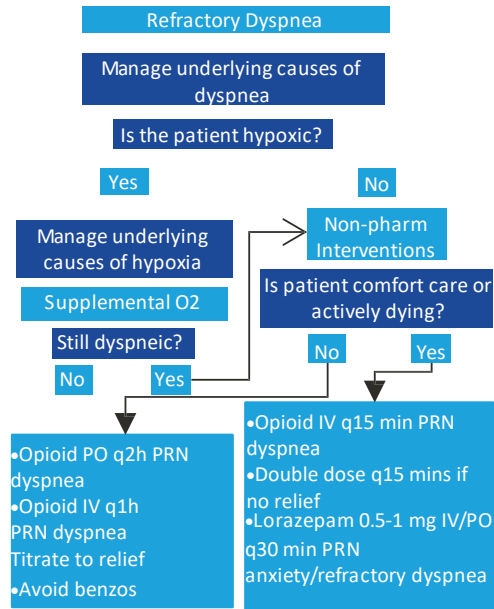 Refractory Dyspnea
Manage underlying causes of
dyspnea
Is the patient hypoxic?
Yes
No
Manage underlying
causes of hypoxia
Supplemental O2
Still dyspneic?
No
Yes
Non-pharm
Interventions
Is patient comfort care or
actively dying?
No
Yes
•Opioid PO q2h PRN
dyspnea
•Opioid IV q1h
PRN dyspnea
Titrate to relief
•Avoid benzos
•Opioid IV q15 min PRN
dyspnea
•Double dose q15 mins if
no relief
•Lorazepam 0.5-1 mg IV/PO
q30 min PRN
anxiety/refractory dyspnea